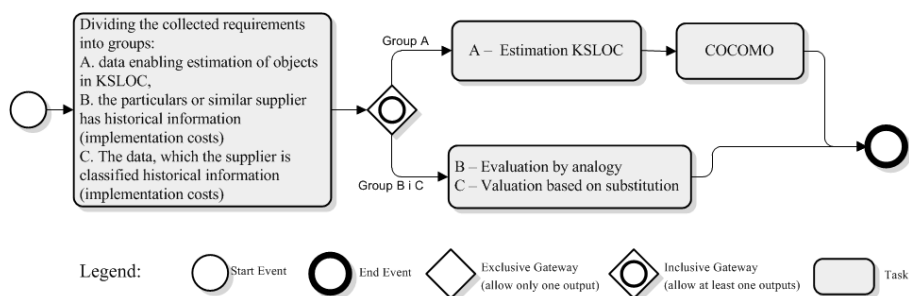 Dividing the collected requirements
into groups:
A. data enabling estimation of objects
in KSLOC,
B. the particulars or similar supplier
has historical information
(implementation costs)
C. The data, which the supplier is
classified historical information
(implementation costs)
Group A
A – Estimation KSLOC
COCOMO
Group B i C
B – Evaluation by analogy
C – Valuation based on substitution
Legend:
Start Event
End Event
Exclusive Gateway
(allow only one output)
Inclusive Gateway
(allow at least one outputs)
Task